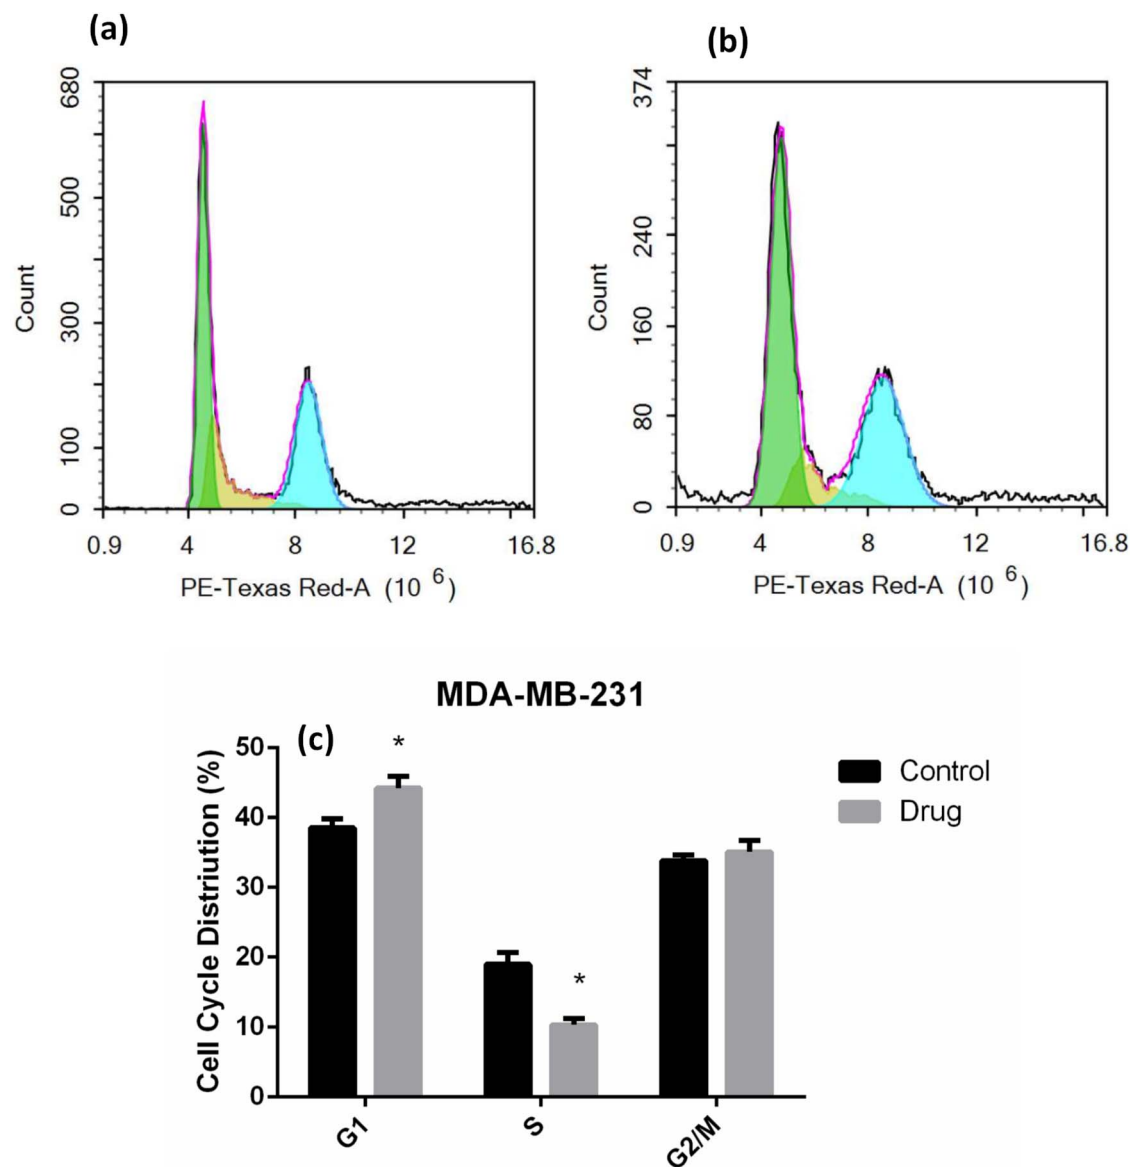 (a)
(b)
680
500
300
100
0
Count
0.9 4 8 12 16.8
PE-Texas Red-A (10 6)
374
240
160
80
0
Count
0.9 4 8 12 16.8
PE-Texas Red-A (10 6)
MDA-MB-231
(c)
50
40
30
20
10
0
Cell Cycle Distriution (%)
*
*
G1
S
G2/M
Control
Drug